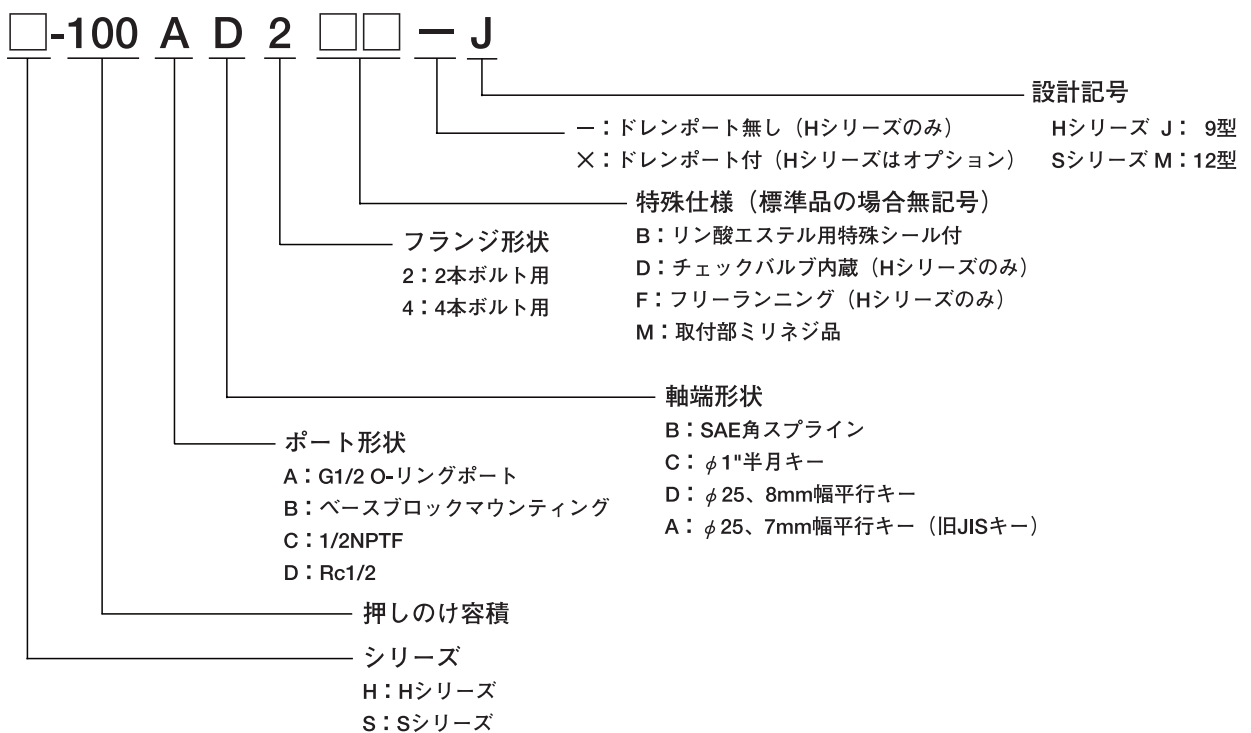 □-100 A D 2 □□ － J
設計記号
－：ドレンポート無し（Hシリーズのみ） Hシリーズ J： 9型
×：ドレンポート付（Hシリーズはオプション） Sシリーズ M：12型
特殊仕様（標準品の場合無記号）
B：リン酸エステル用特殊シール付
D：チェックバルブ内蔵（Hシリーズのみ）
F：フリーランニング（Hシリーズのみ）
M：取付部ミリネジ品
フランジ形状
2：2本ボルト用
4：4本ボルト用
軸端形状
B：SAE角スプライン
C：φ1"半月キー
D：φ25、8mm幅平行キー
A：φ25、7mm幅平行キー（旧JISキー）
ポート形状
A：G1/2 O-リングポート
B：ベースブロックマウンティング
C：1/2NPTF
D：Rc1/2
押しのけ容積
シリーズ
H：Hシリーズ
S：Sシリーズ